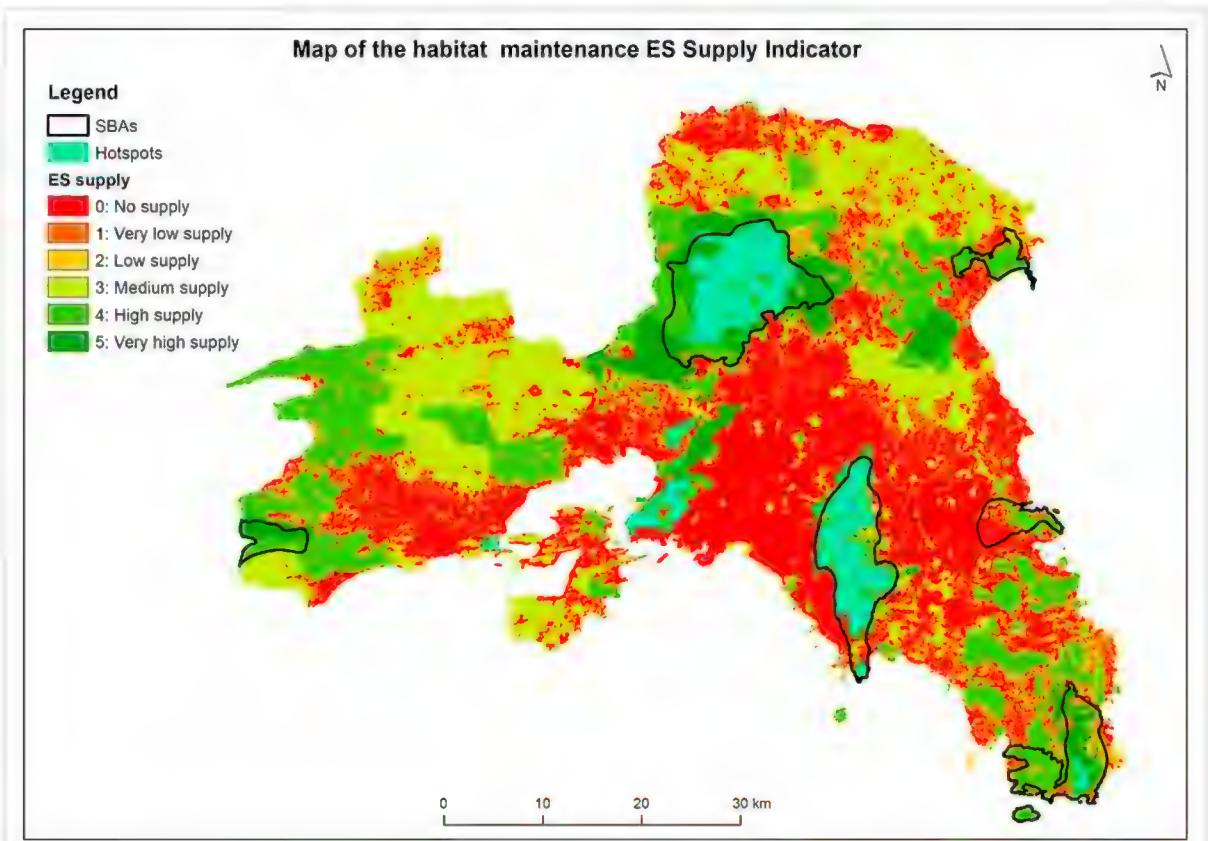 Map of the habitat maintenance ES Supply Indicator
N
Legend
SBAs
Hotspots
ES supply
0: No supply
1: Very low supply
2: Low supply
3: Medium supply
4: High supply
5: Very high supply
0 10 20 30 km